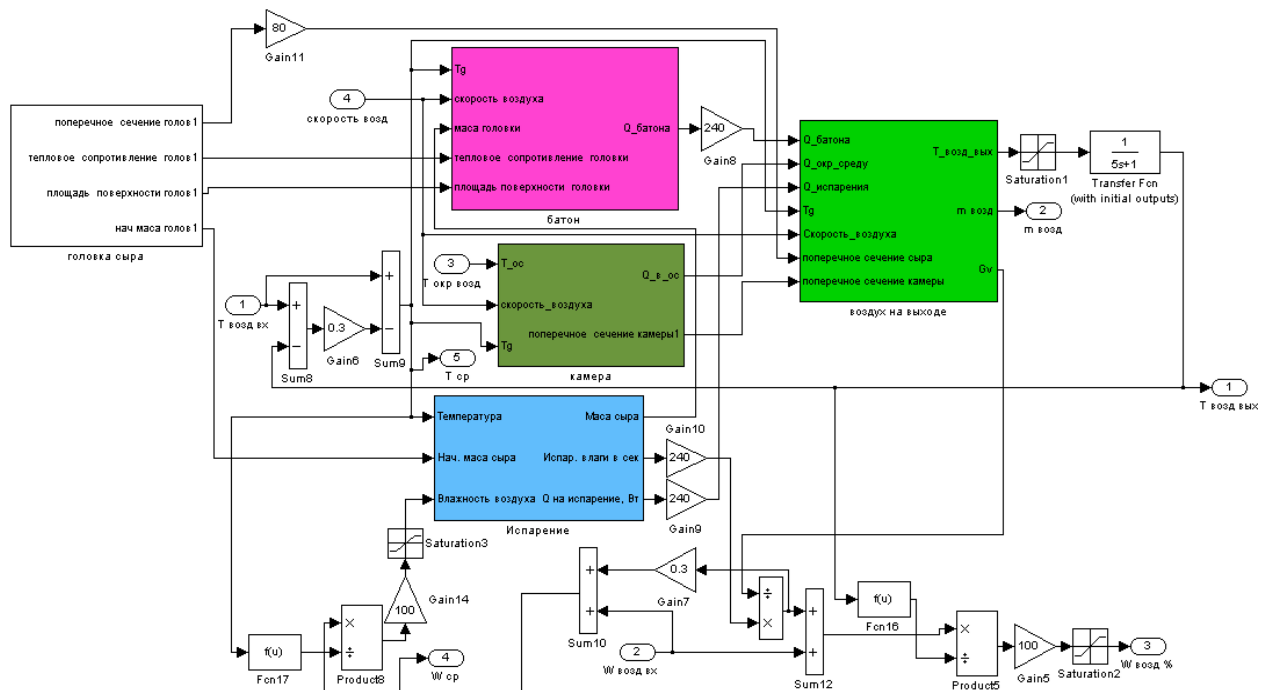 80
Gain11
поперечное сечение голов1
тепловое сопротивление голов1
площадь поверхности голов1
нач маса голов1
головка сыра
4
скорость возд
Tg
скорость воздуха
маса головки
тепловое сопротивление головки
площадь поверхности головки
Q_батона
батон
240
Gain8
Q_батона
Q_окр_среду
Q_испарения
Tg
Скорость_воздуха
поперечное сечение сыра
поперечное сечение камеры
T_возд_вых
m возд
Gv
воздух на выходе
Saturation1
1
5s+1
Transfer Fcn
(with initial outputs)
2
m возд
3
T окр возд
T_ос
скорость_воздуха
Tg
Q_в_ос
поперечное сечение камеры1
камера
1
T возд вх
Sum8
0.3
Gain6
Sum9
5
T ср
1
T возд вых
Температура
Нач. маса сыра
Влажность воздуха
Маса сыра
Испар. влаги в сек
Q на испарение, Вт
Испарение
Gain10
240
240
Gain9
Saturation3
100
Gain14
f(u)
Fcn17
Product8
4
W ср
Sum10
0.3
Gain7
2
W возд вх
Sum12
f(u)
Fcn16
Product5
100
Gain5
Saturation2
3
W возд %